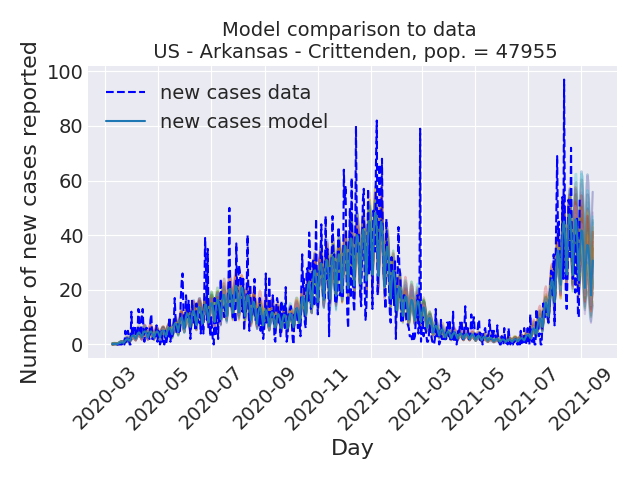 Model comparison to data
US - Arkansas - Crittenden, pop. = 47955
Number of new cases reported
100
80
60
40
20
0
new cases data
new cases model
2020-03
2020-05
2020-07
2020-09
2020-11
2021-01
2021-03
2021-05
2021-07
2021-09
Day